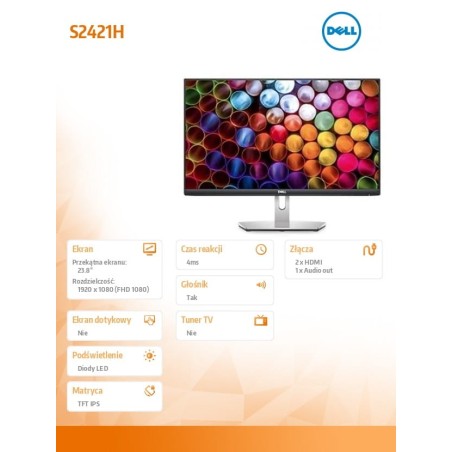 S2421H
DELL
DELL
Ekran
Przekątna ekranu:
23.8"
Rozdzielczość:
1920 x 1080 (FHD 1080)
Ekran dotykowy
Nie
Podświetlenie
Diody LED
Matryca
TFT IPS
Czas reakcji
4ms
Głośnik
Tak
Tuner TV
Nie
Złącza
2 x HDMI
1 x Audio out